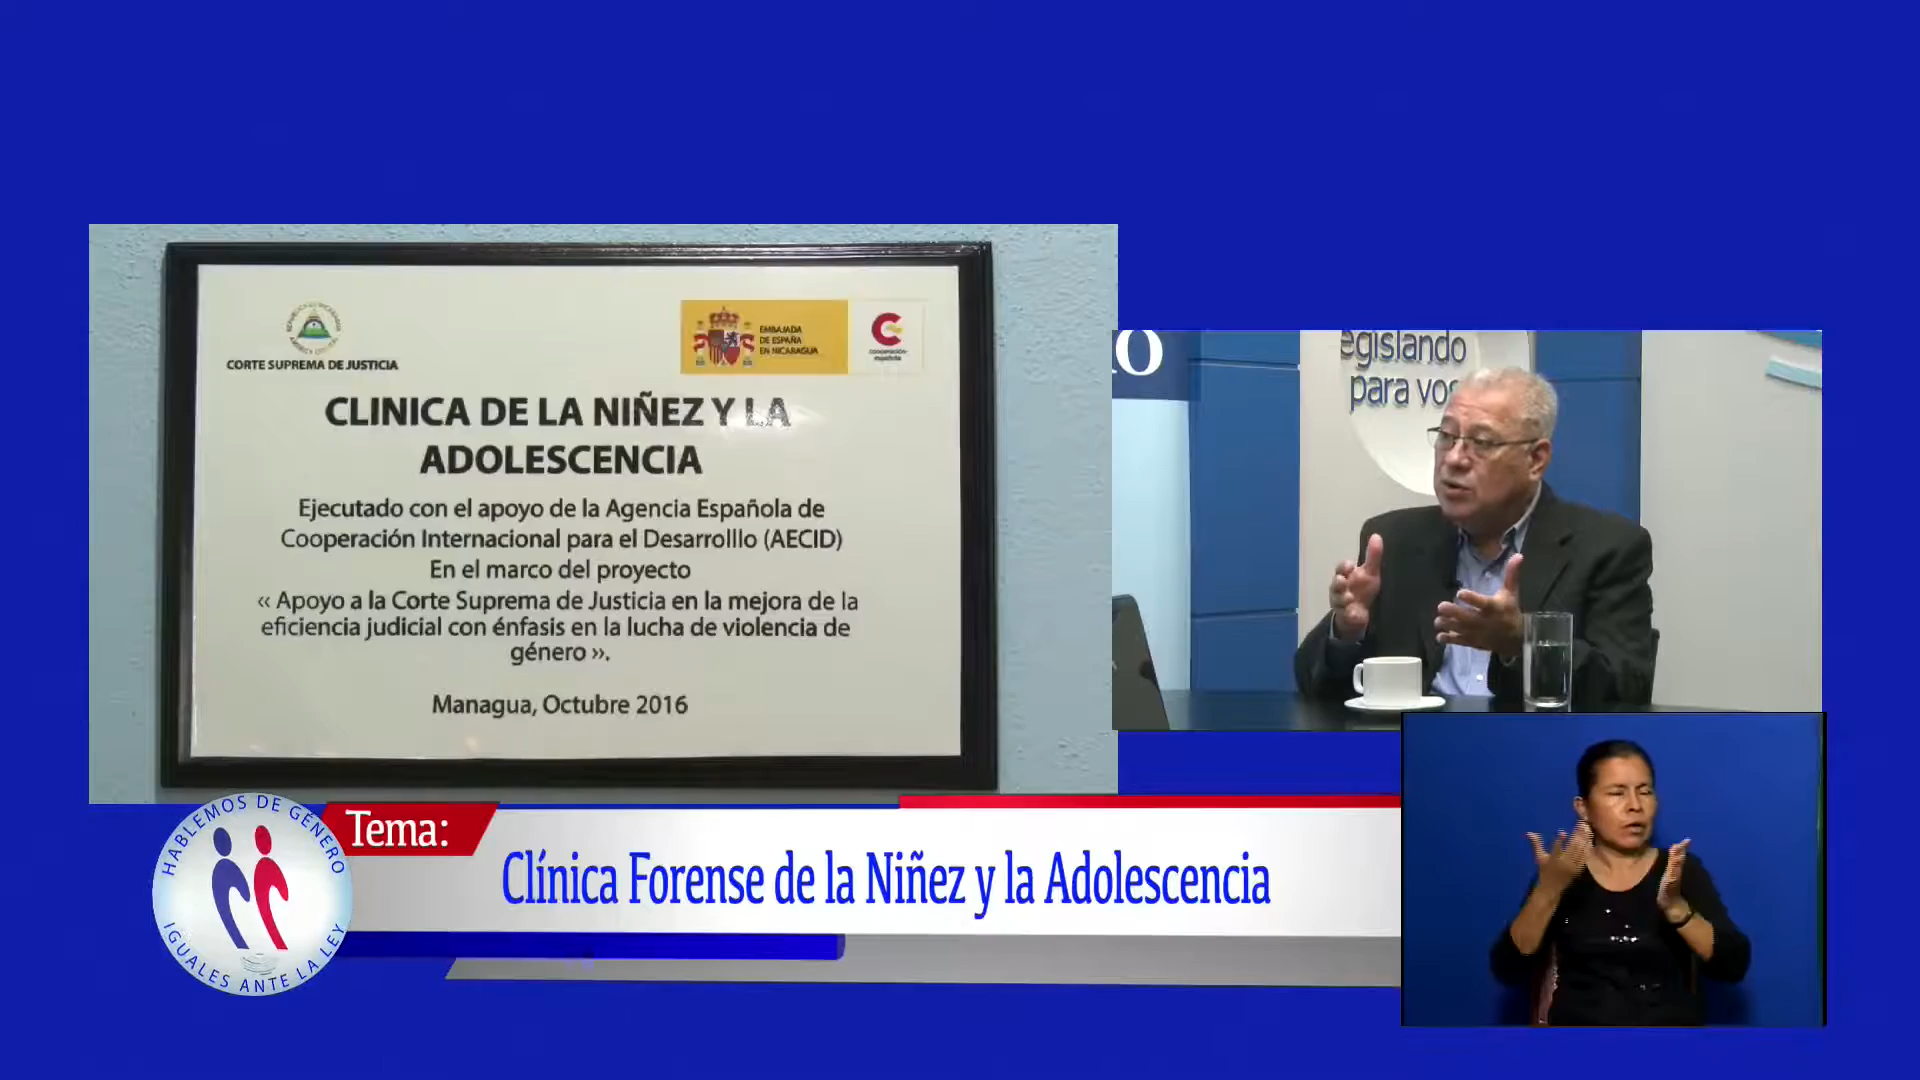 CORTE SUPREMA DE JUSTICIA
EMBAJADA
DE ESPAÑA
EN NICARAGUA
cooperación
española
CLINICA DE LA NIÑEZ Y LA
ADOLESCENCIA
Ejecutado con el apoyo de la Agencia Española de
Cooperación Internacional para el Desarrolllo (AECID)
En el marco del proyecto
‹‹ Apoyo a la Corte Suprema de Justicia en la mejora de la
eficiencia judicial con énfasis en la lucha de violencia de
género ››.
Managua, Octubre 2016
egislando
para vos
HABLEMOS DE GÉNERO
IGUALES ANTE LA LEY
Tema:
Clínica Forense de la Niñez y la Adolescencia